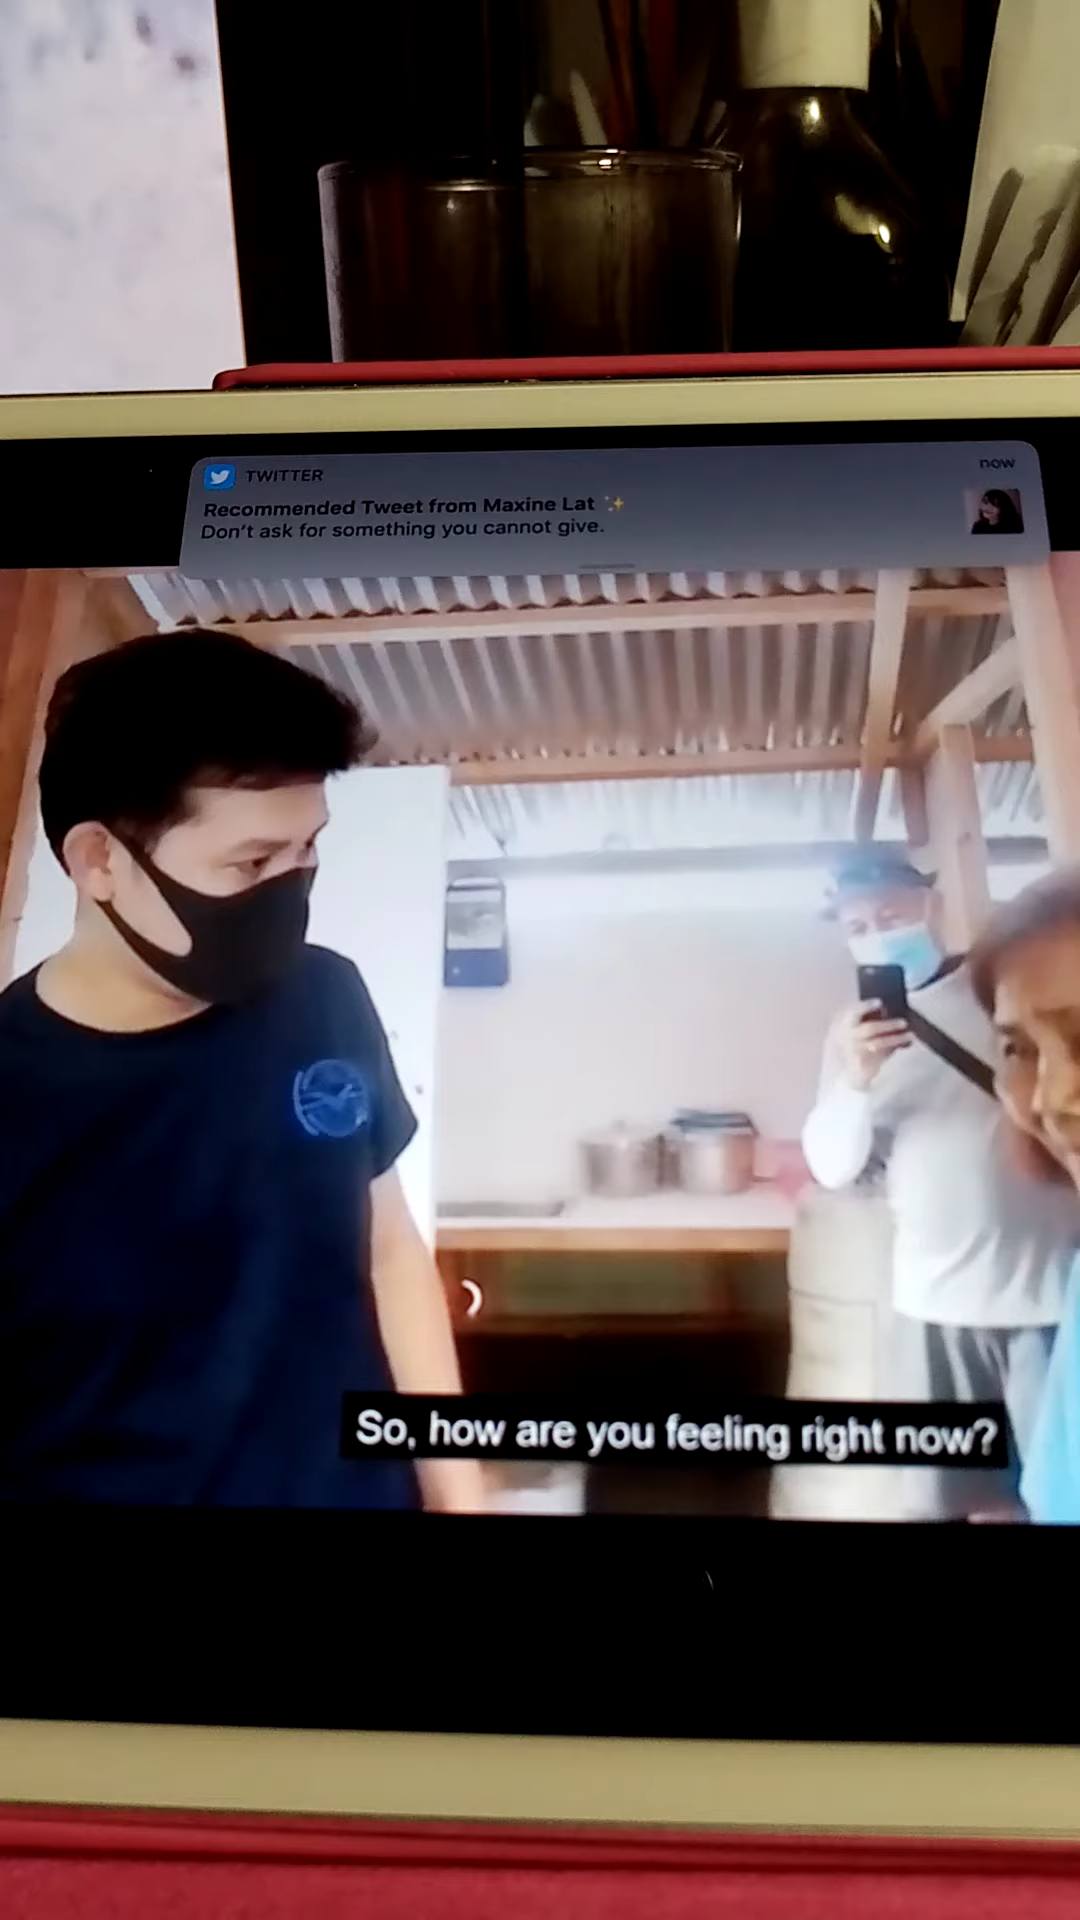 TWITTER
now
Recommended Tweet from Maxine Lat ✨
Don't ask for something you cannot give.
So, how are you feeling right now?